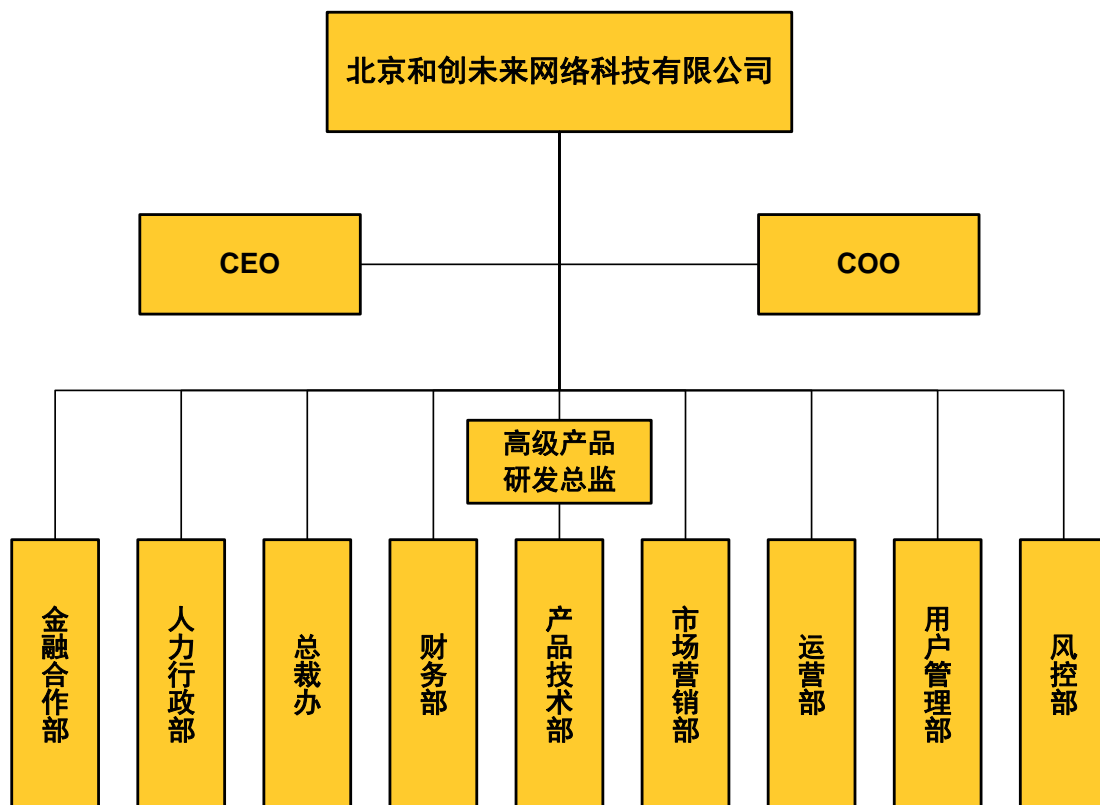 北京和创未来网络科技有限公司
CEO
COO
高级产品
研发总监
金融合作部
人力行政部
总裁办
财务部
产品技术部
市场营销部
运营部
用户管理部
风控部